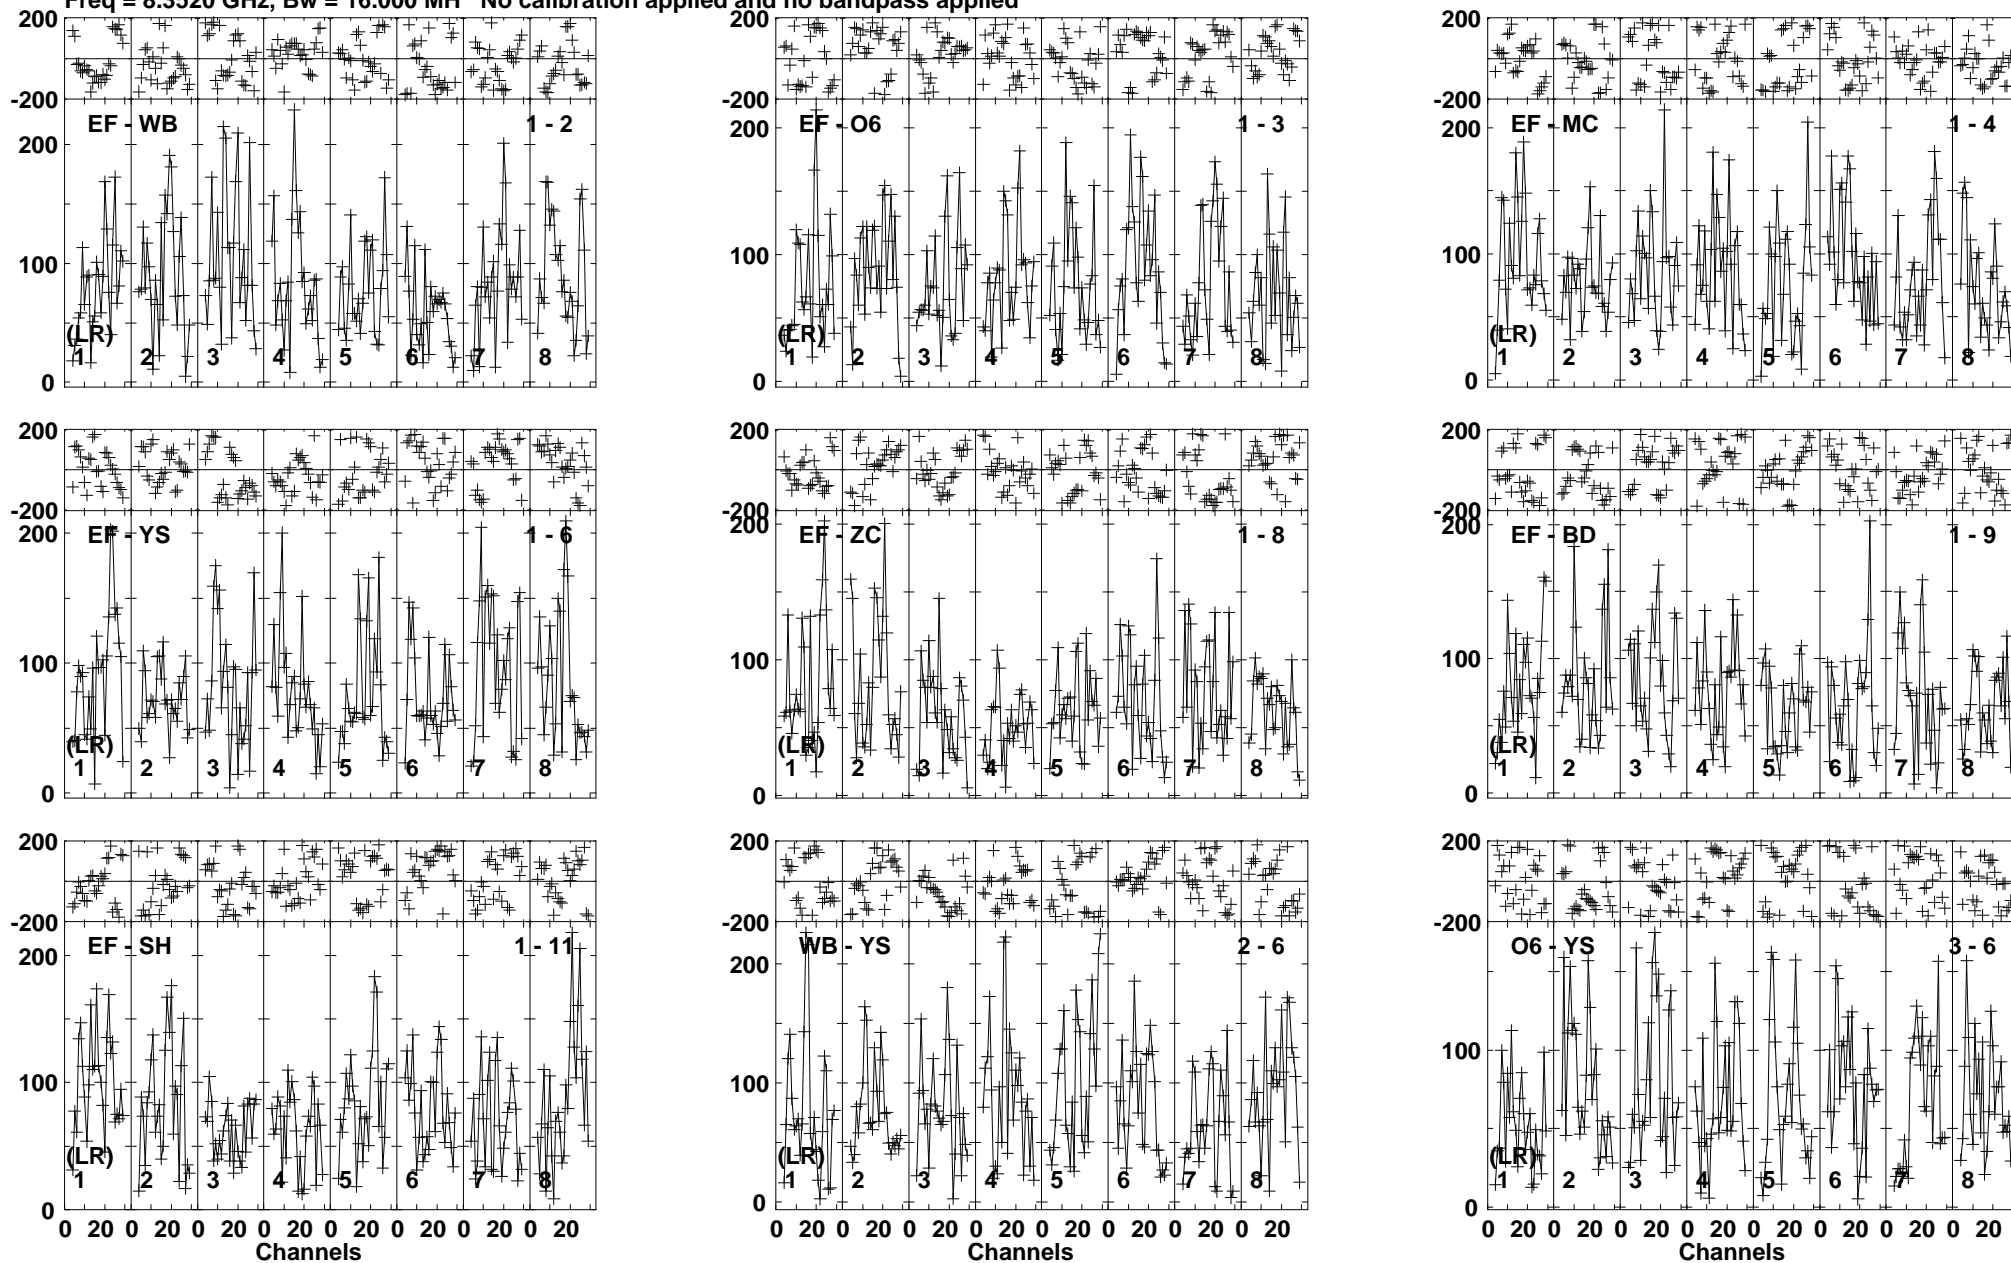 Freq = 8.3520 GHz, Bw = 16.000 MH No calibration applied and no bandpass applied
200 200 200
-200 -200 -200
EF - WB 1 - 2 EF - O6 1 - 3 EF - MC 1 - 4
200 200 200
100 100 100
(LR) (LR) (LR)
1 2 3 4 5 6 7 8 1 2 3 4 5 6 7 8 1 2 3 4 5 6 7 8
0 0 0
200 200 200
-200 -200 -200
EF - YS 1 - 6 EF - ZC 1 - 8 EF - BD 1 - 9
200 200 200
100 100 100
(LR) (LR) (LR)
1 2 3 4 5 6 7 8 1 2 3 4 5 6 7 8 1 2 3 4 5 6 7 8
0 0 0
200 200 200
-200 -200 -200
EF - SH 1 - 11 WB - YS 2 - 6 O6 - YS 3 - 6
200 200
100 100 100
(LR) (LR) (LR)
1 2 3 4 5 6 7 8 1 2 3 4 5 6 7 8 1 2 3 4 5 6 7 8
0 0 0
0 20 0 20 0 20 0 20 0 20 0 20 0 20 0 20 0 20 0 20 0 20 0 20 0 20 0 20 0 20 0 20 0 20 0 20 0 20 0 20 0 20 0 20 0 20 0 20
Channels Channels Channels